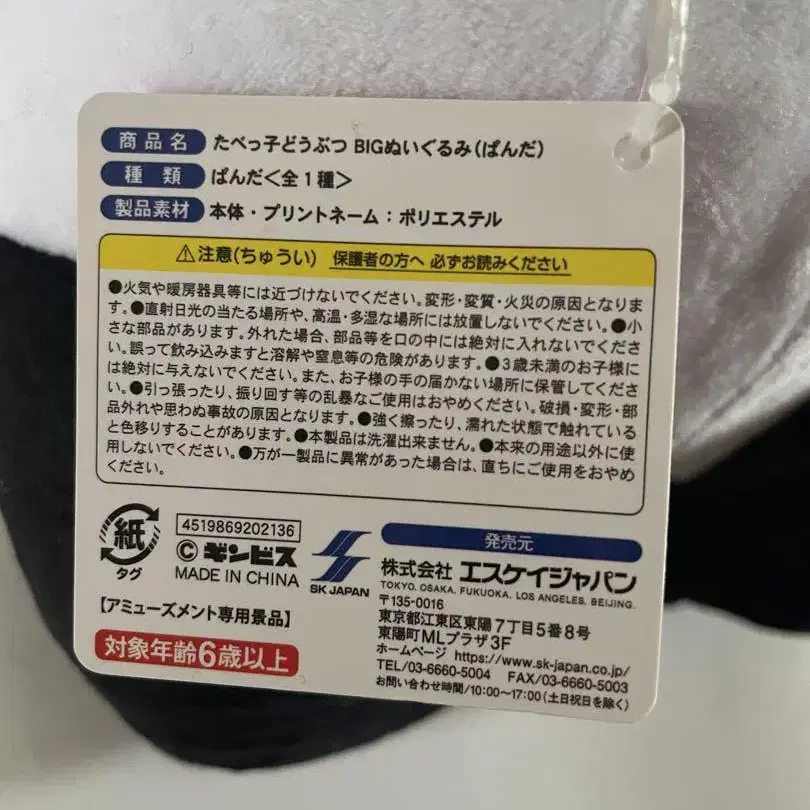 商品名 たべっ子どうぶつ BIGぬいぐるみ(ぱんだ)
種類 ぱんだ<全1種>
製品素材 本体・プリントネーム:ポリエステル
⚠注意(ちゅうい) 保護者の方へ 必ずお読みください
●火気や暖房器具等には近づけないでください。変形・変質・火災の原因となりま
す。●直射日光の当たる場所や、高温・多湿な場所には放置しないでください。●小
さな部品があります。外れた場合、部品等を口の中には絶対に入れないでくださ
い。誤って飲み込みますと溶解や窒息等の危険があります。●3歳未満のお子様に
は絶対に与えないでください。また、お子様の手の届かない場所に保管してくださ
い。●引っ張ったり、振り回す等の乱暴なご使用はおやめください。破損・変形・部
品外れや思わぬ事故の原因となります。●強く擦ったり、濡れた状態で触れている
と色移りすることがあります。●本製品は洗濯出来ません。●本来の用途以外に使
用しないでください。●万が一製品に異常があった場合は、直ちにご使用をおやめ
ください。
紙
タグ
4519869202136
©ギンビス
MADE IN CHINA
SK JAPAN
【アミューズメント専用景品】
対象年齢6歳以上
発売元
株式会社 エスケイジャパン
TOKYO. OSAKA. FUKUOKA. LOS ANGELES. BEIJING.
〒135-0016
東京都江東区東陽7丁目5番8号
東陽町MLプラザ3F
ホームページ https://www.sk-japan.co.jp/
TEL/03-6660-5004 FAX/03-6660-5003
お問い合わせ時間/10:00〜17:00(土日祝日を除く)